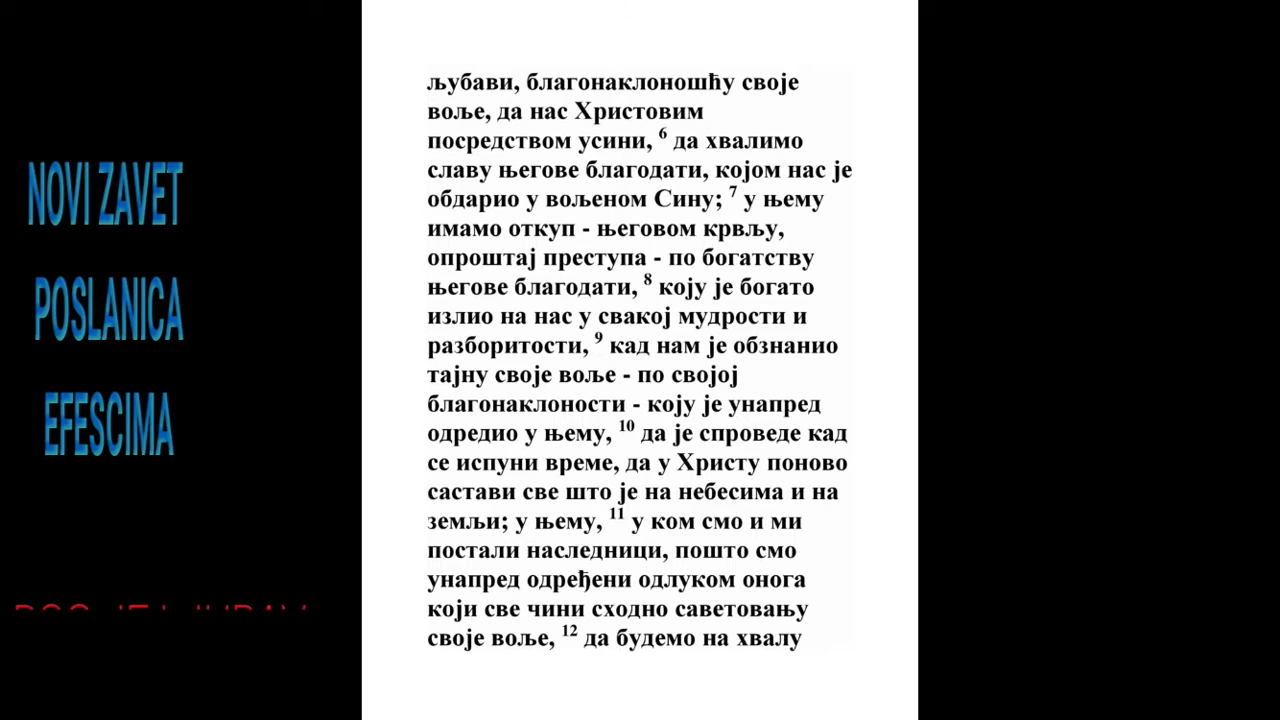 NOVI ZAVET
POSLANICA
EFESCIMA
љубави, благонаклоношћу своје
воље, да нас Христовим
посредством усини, 6 да хвалимо
славу његове благодати, којом нас је
обдарио у вољеном Сину; 7 у њему
имамо откуп - његовом крвљу,
опроштај преступа - по богатству
његове благодати, 8 коју је богато
излио на нас у свакој мудрости и
разборитости, 9 кад нам је обзнанио
тајну своје воље - по својој
благонаклоности - коју је унапред
одредио у њему, 10 да је спроведе кад
се испуни време, да у Христу поново
састави све што је на небесима и на
земљи; у њему, 11 у ком смо и ми
постали наследници, пошто смо
унапред одређени одлуком онога
који све чини сходно саветовању
своје воље, 12 да будемо на хвалу